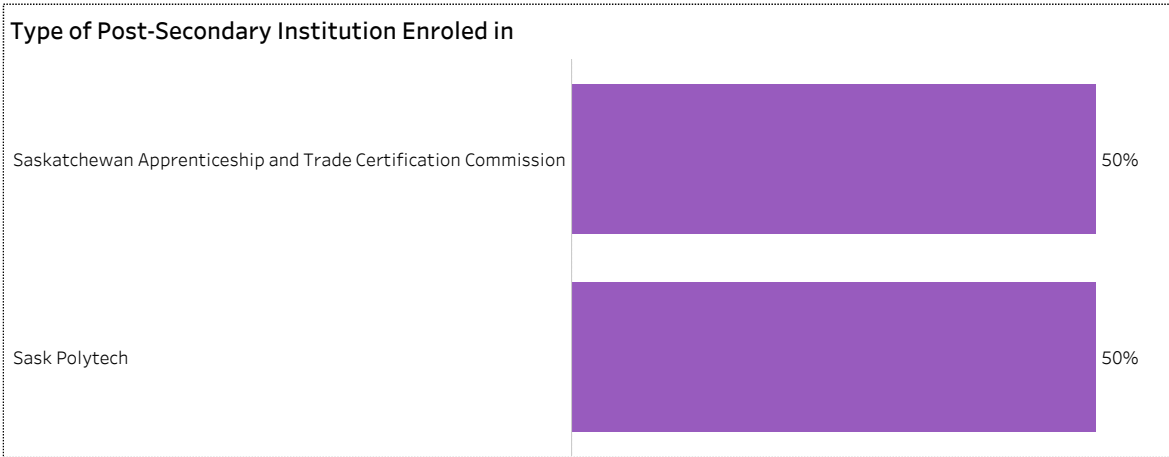 Type of Post-Secondary Institution Enroled in
Saskatchewan Apprenticeship and Trade Certification Commission
50%
Sask Polytech
50%